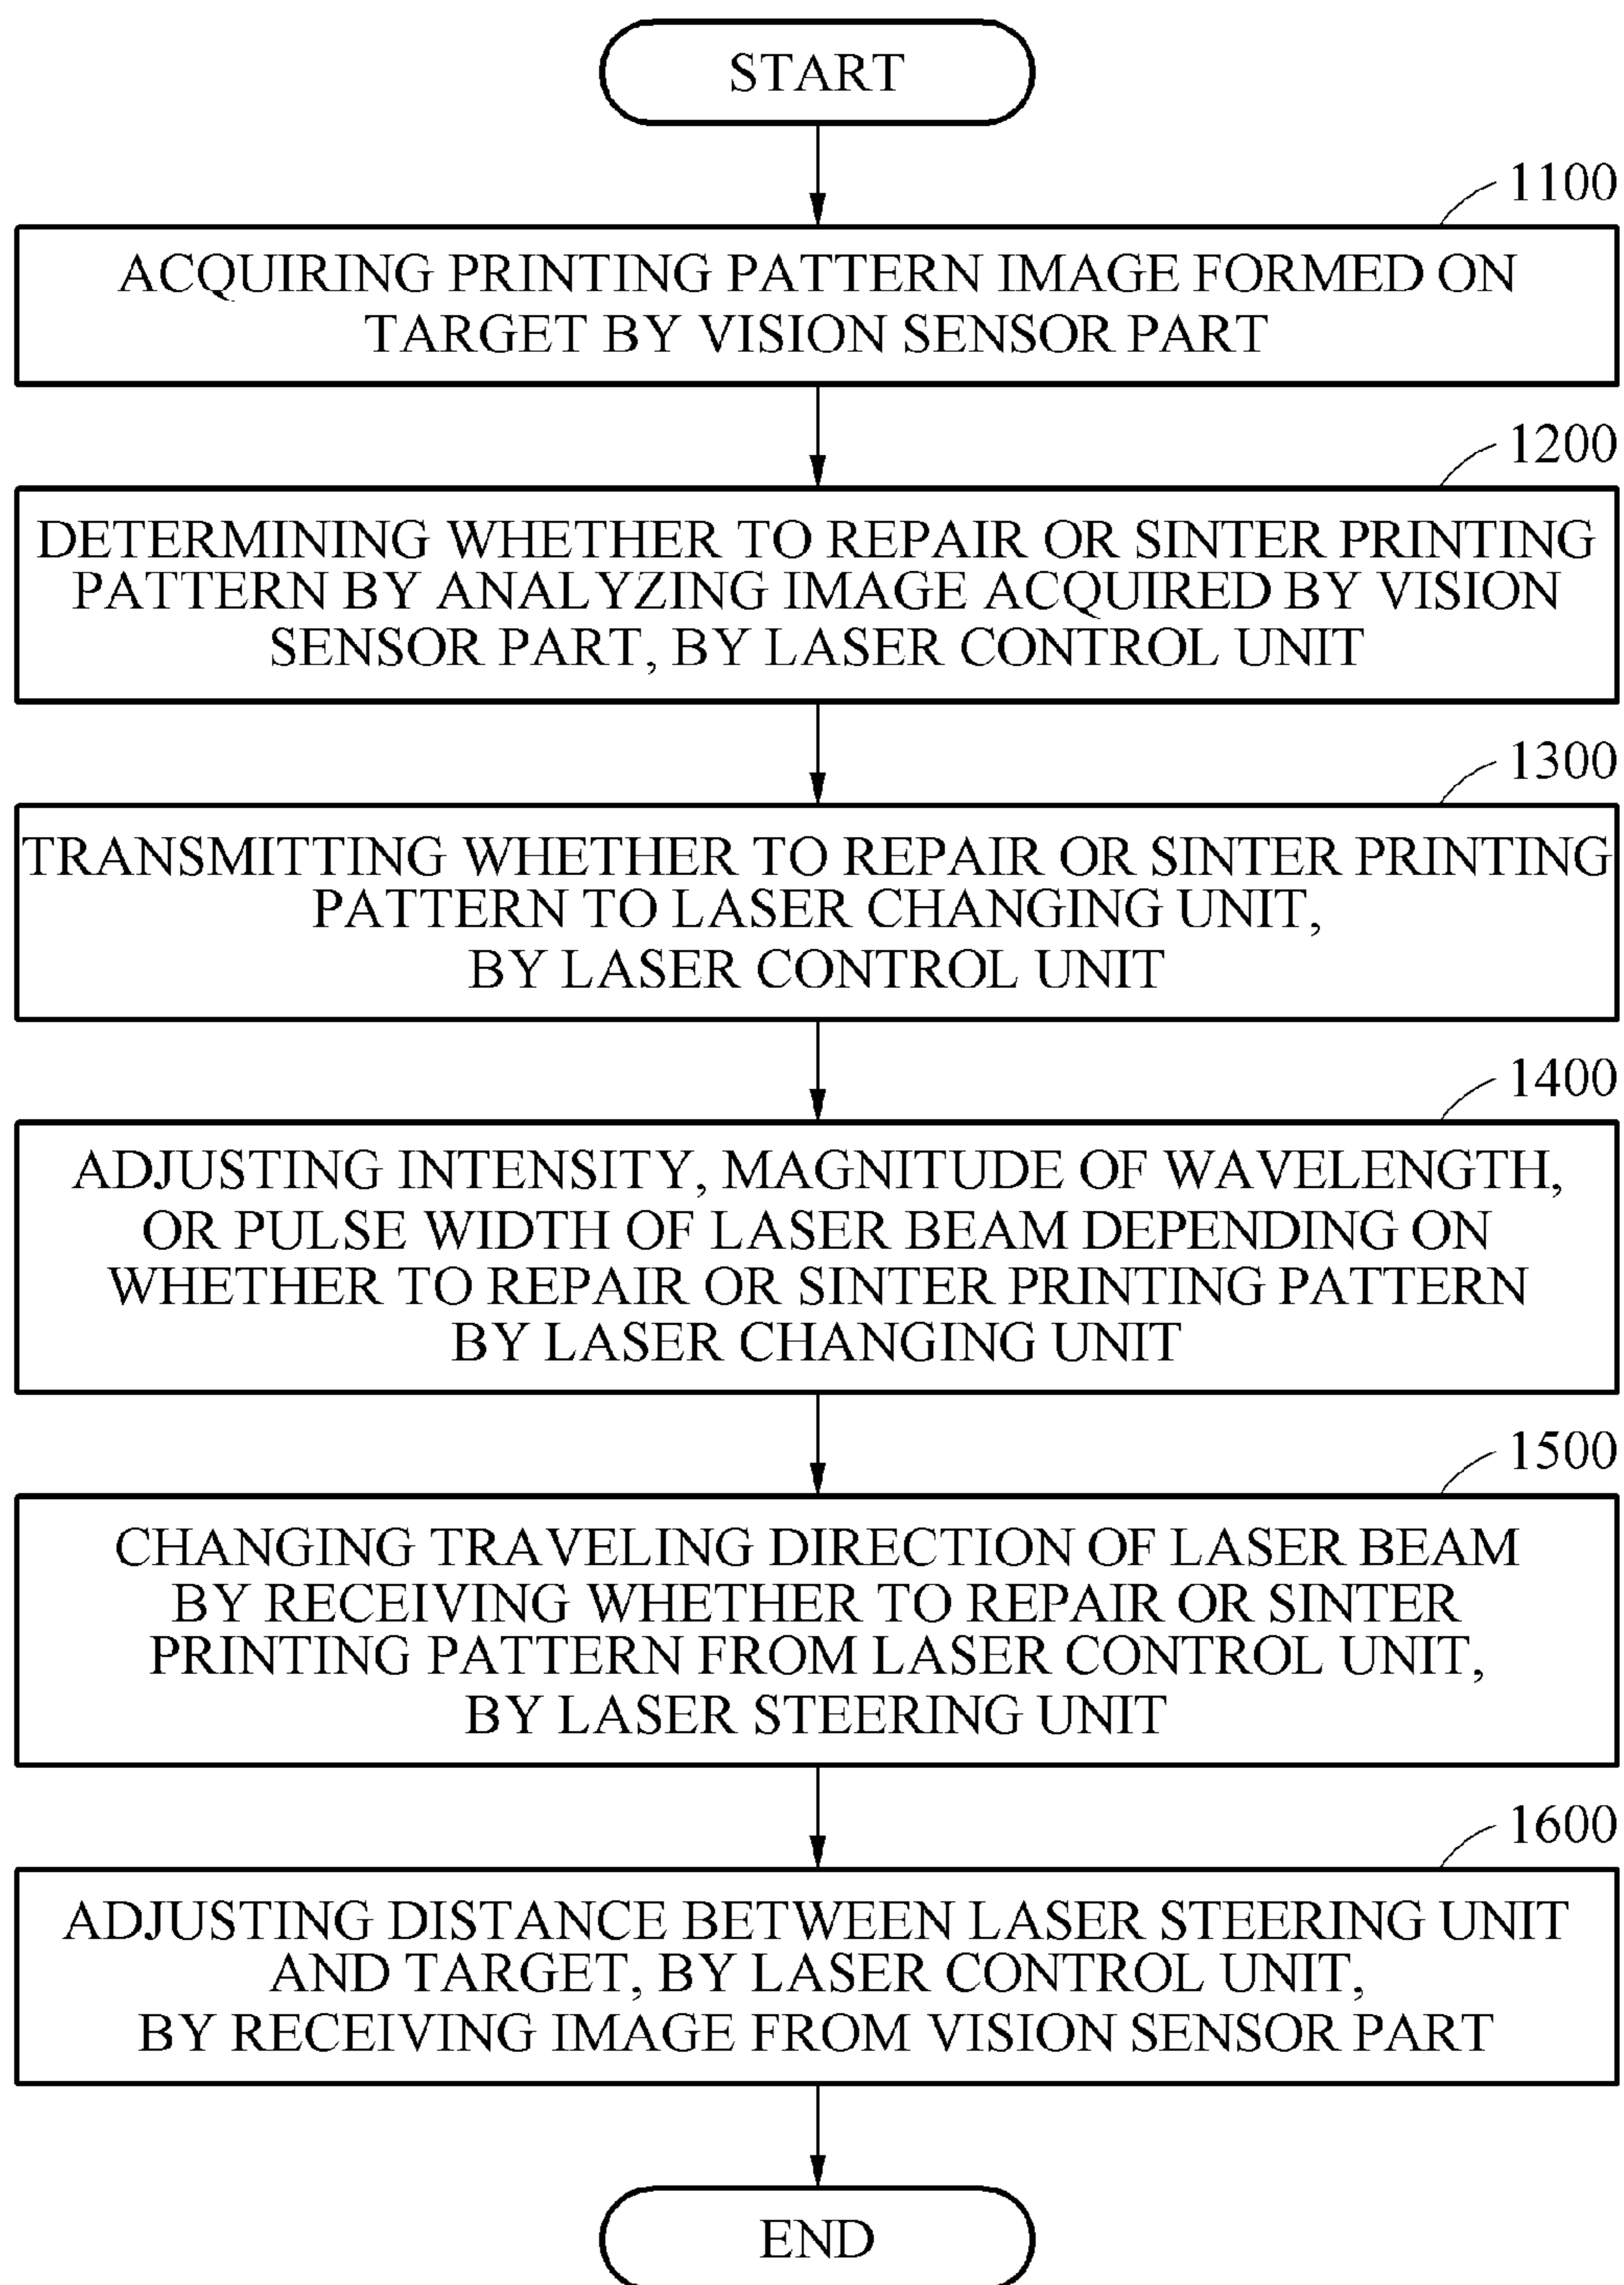 START
1100
ACQUIRING PRINTING PATTERN IMAGE FORMED ON
TARGET BY VISION SENSOR PART
1200
DETERMINING WHETHER TO REPAIR OR SINTER PRINTING
PATTERN BY ANALYZING IMAGE ACQUIRED BY VISION
SENSOR PART, BY LASER CONTROL UNIT
1300
TRANSMITTING WHETHER TO REPAIR OR SINTER PRINTING
PATTERN TO LASER CHANGING UNIT,
BY LASER CONTROL UNIT
1400
ADJUSTING INTENSITY, MAGNITUDE OF WAVELENGTH,
OR PULSE WIDTH OF LASER BEAM DEPENDING ON
WHETHER TO REPAIR OR SINTER PRINTING PATTERN
BY LASER CHANGING UNIT
1500
CHANGING TRAVELING DIRECTION OF LASER BEAM
BY RECEIVING WHETHER TO REPAIR OR SINTER
PRINTING PATTERN FROM LASER CONTROL UNIT,
BY LASER STEERING UNIT
1600
ADJUSTING DISTANCE BETWEEN LASER STEERING UNIT
AND TARGET, BY LASER CONTROL UNIT,
BY RECEIVING IMAGE FROM VISION SENSOR PART
END